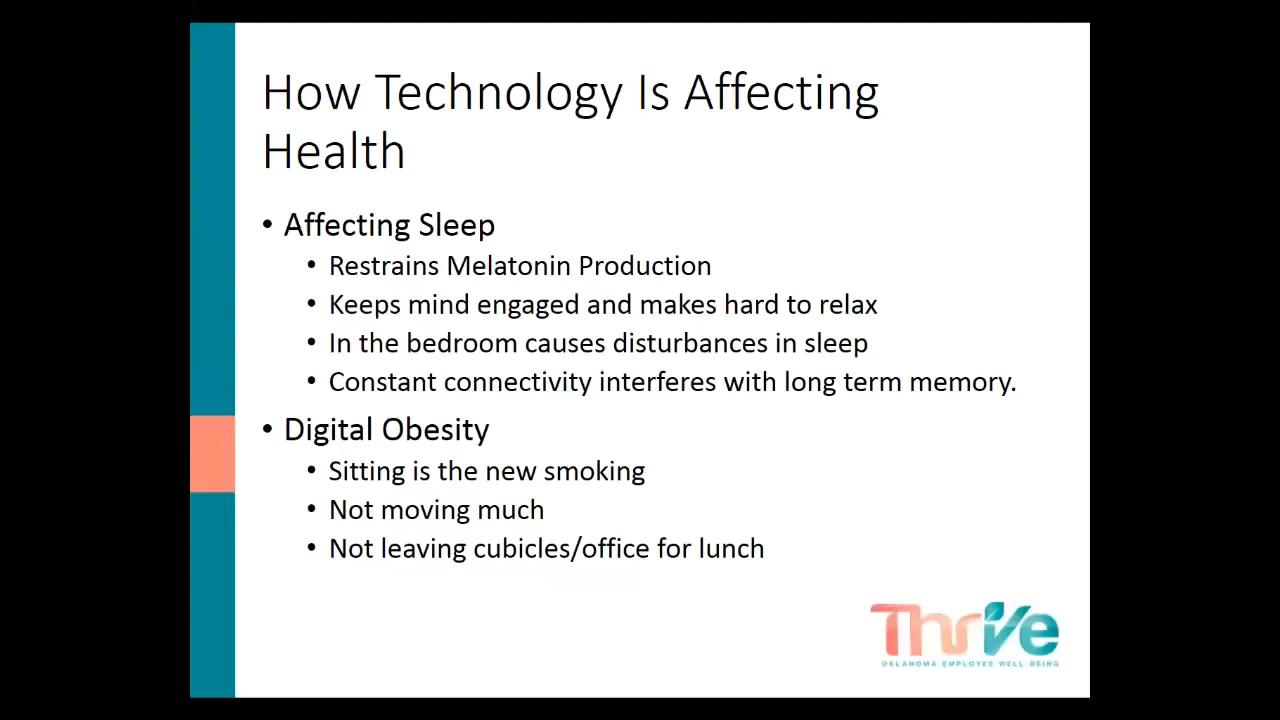 How Technology Is Affecting
Health
• Affecting Sleep
• Restrains Melatonin Production
• Keeps mind engaged and makes hard to relax
• In the bedroom causes disturbances in sleep
• Constant connectivity interferes with long term memory.
• Digital Obesity
• Sitting is the new smoking
• Not moving much
• Not leaving cubicles/office for lunch
Thrive
OKLAHOMA EMPLOYEE WELL BEING